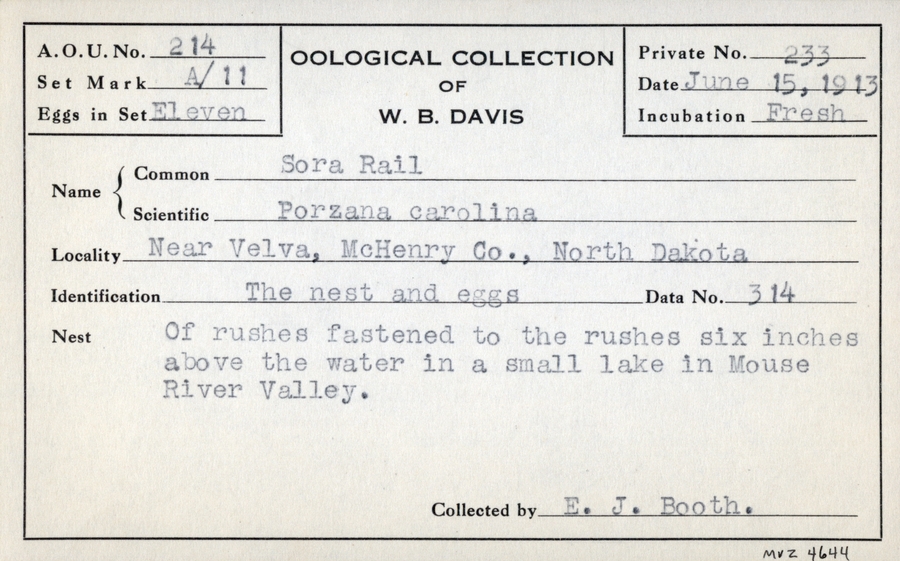 A.O.U. No. 214
Set Mark A/11
Eggs in Set Eleven
OOLOGICAL COLLECTION
OF
W. B. DAVIS
Private No. 233
Date June 15, 1913
Incubation Fresh
Name
Common Sora Rail
Scientific Porzana carolina
Locality Near Velva, McHenry Co., North Dakota
Identification The nest and eggs Data No. 314
Nest Of rushes fastened to the rushes six inches
above the water in a small lake in Mouse
River Valley.
Collected by E. J. Booth.
MVZ 4644